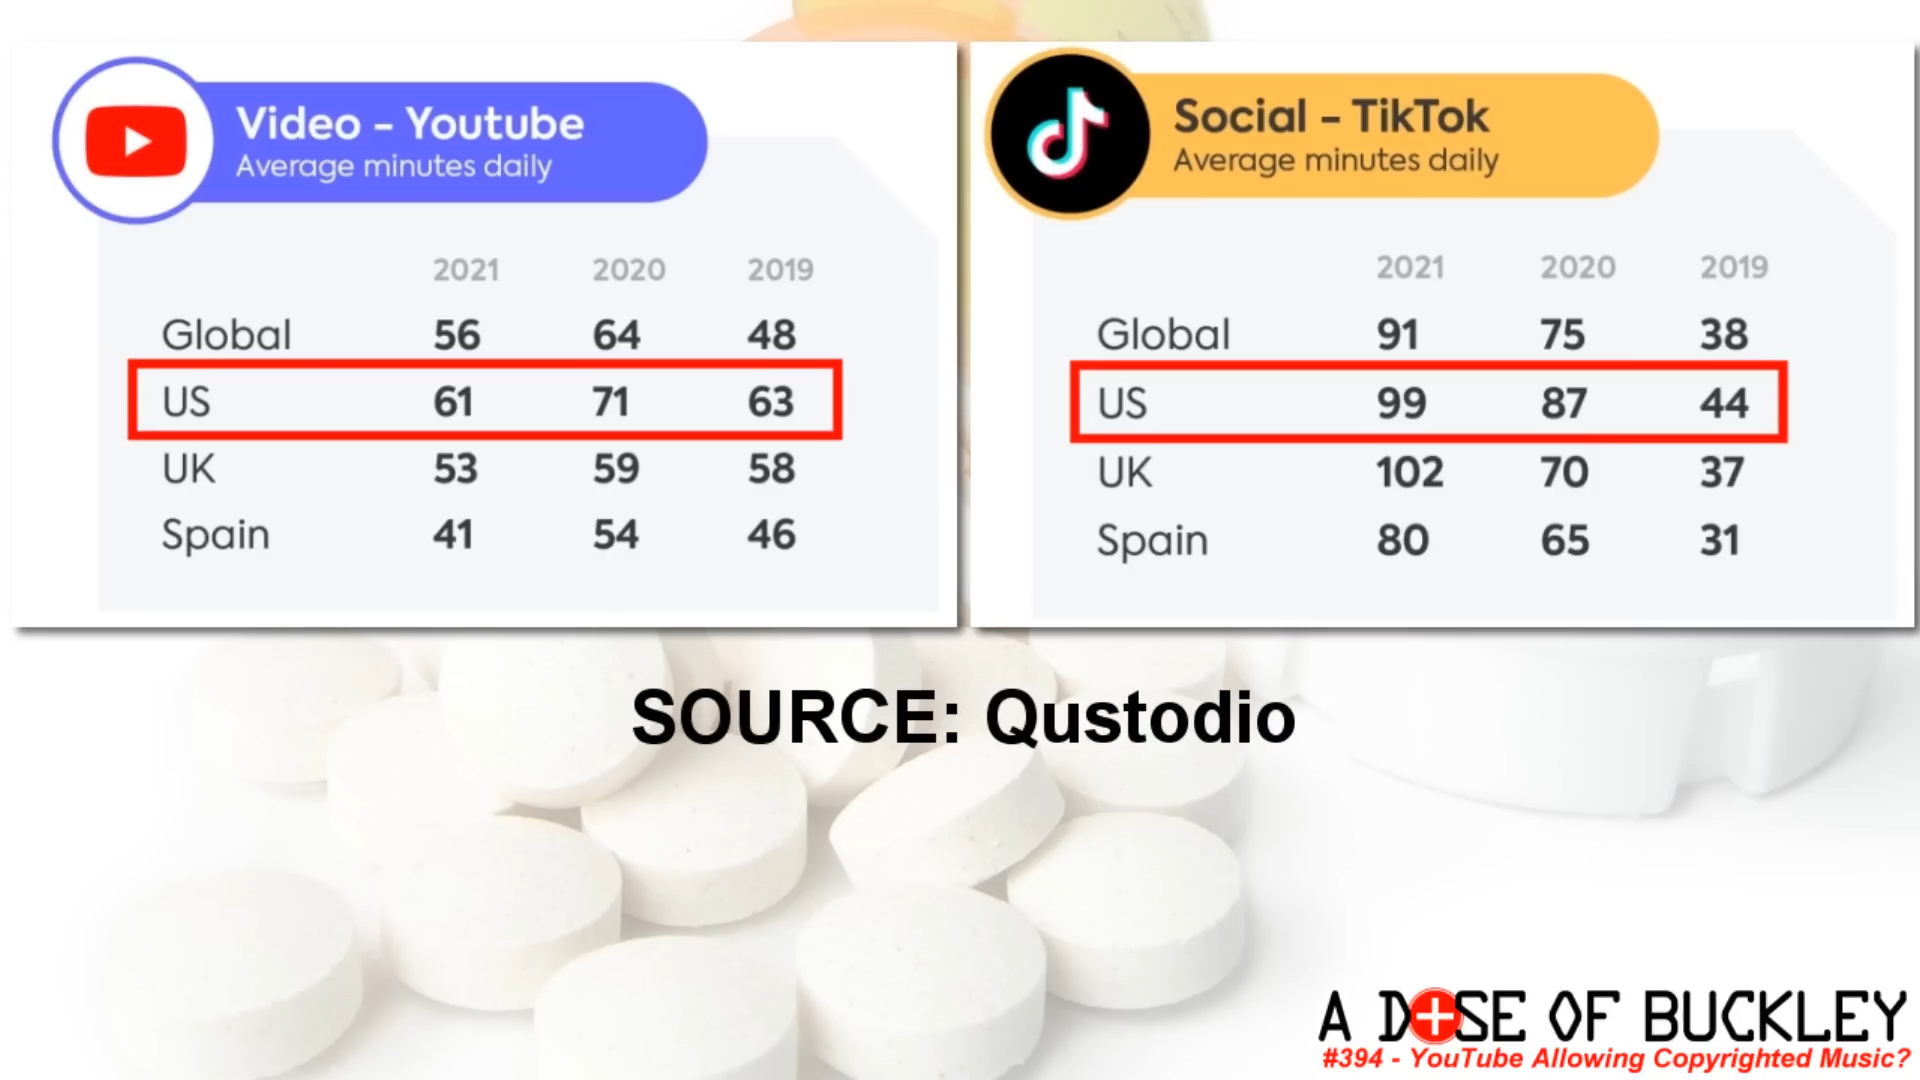 Video - Youtube
Average minutes daily
2021 2020 2019
Global 56 64 48
US 61 71 63
UK 53 59 58
Spain 41 54 46
Social - TikTok
Average minutes daily
2021 2020 2019
Global 91 75 38
US 99 87 44
UK 102 70 37
Spain 80 65 31
SOURCE: Qustodio
A DOSE OF BUCKLEY
#394 - YouTube Allowing Copyrighted Music?